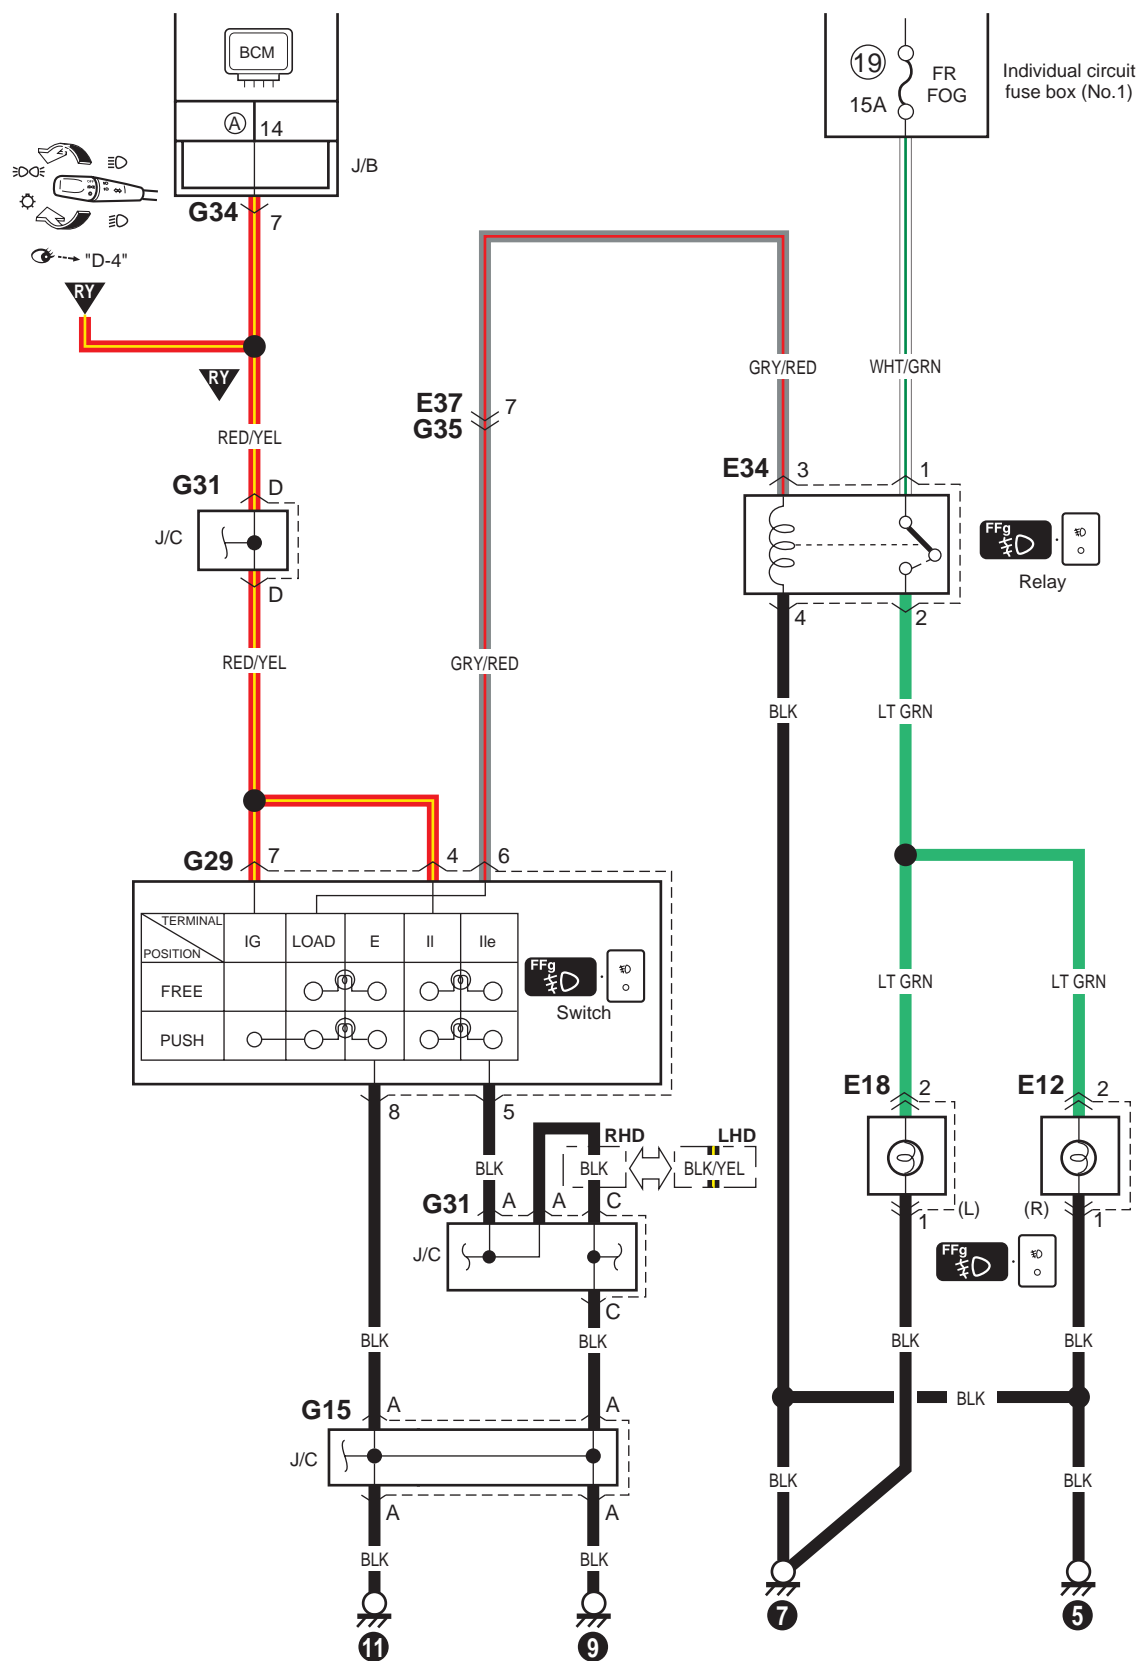 BCM
A 14
J/B
G34 7
"D-4"
RY
RY
RED/YEL
G31 D
J/C
D
RED/YEL
19
15A
FR
FOG
Individual circuit
fuse box (No.1)
GRY/RED
WHT/GRN
E37 7
G35
E34 3 1
FFg
Relay
4 2
GRY/RED
BLK
LT GRN
G29 7 4 6
TERMINAL
POSITION
IG LOAD E II IIe
FREE
PUSH
FFg
Switch
8 5
LT GRN
LT GRN
E18 2
E12 2
1 (L)
(R) 1
FFg
RHD LHD
BLK BLK BLK/YEL
G31 A A C
J/C
C
BLK
BLK
BLK
BLK
BLK
G15 A A
J/C
A A
BLK
BLK
BLK
BLK
11
9
7
5